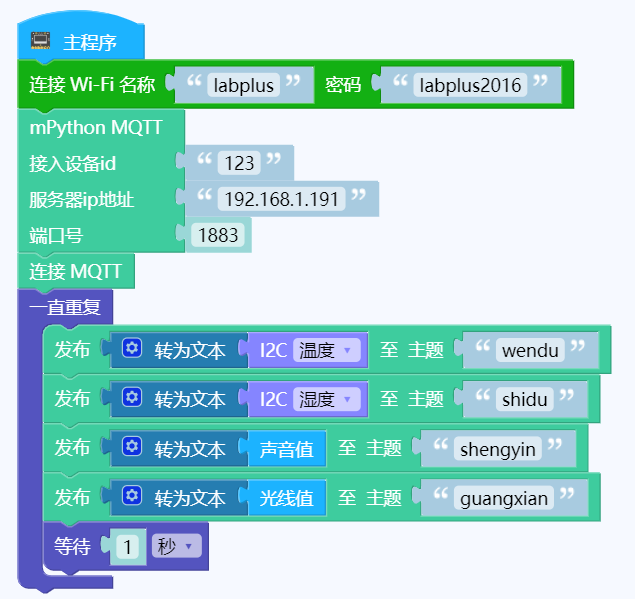 主程序
连接 Wi-Fi 名称 “ labplus ” 密码 “ labplus2016 ”
mPython MQTT
接入设备id “ 123 ”
服务器ip地址 “ 192.168.1.191 ”
端口号 1883
连接 MQTT
一直重复
发布 转为文本 I2C 温度 至 主题 “ wendu ”
发布 转为文本 I2C 湿度 至 主题 “ shidu ”
发布 转为文本 声音值 至 主题 “ shengyin ”
发布 转为文本 光线值 至 主题 “ guangxian ”
等待 1 秒